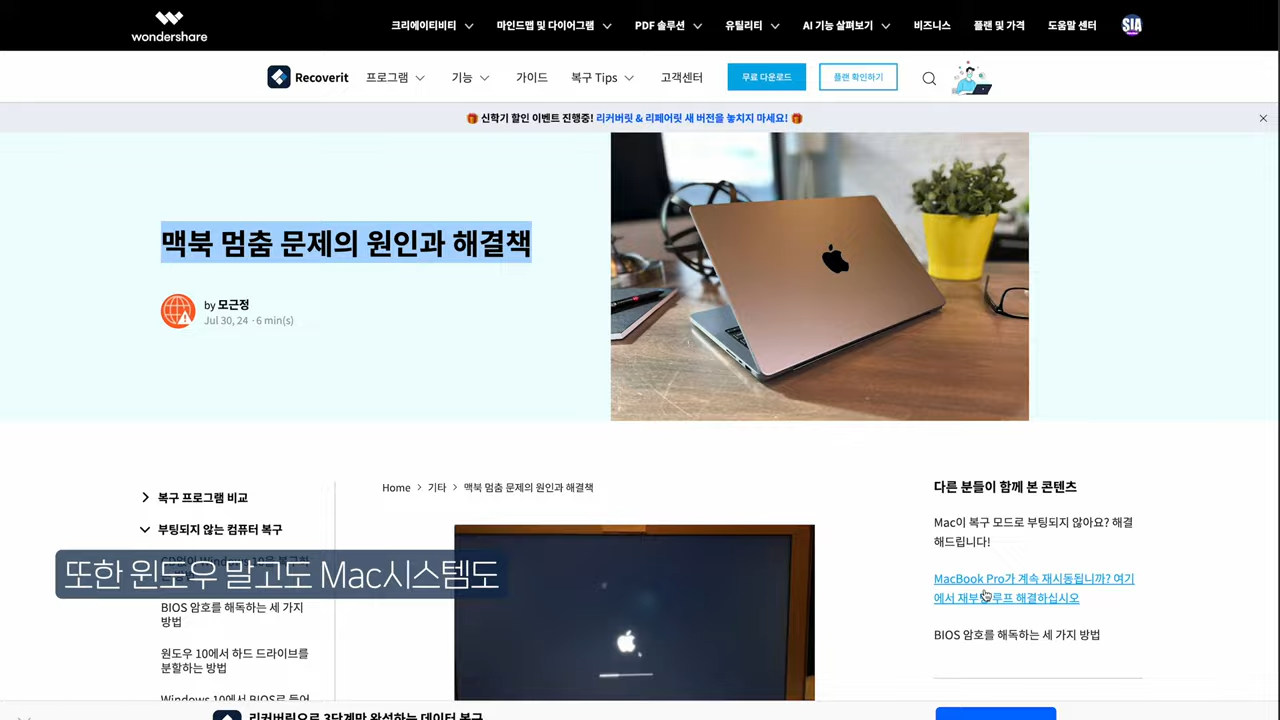 wondershare
크리에이티비티
마인드맵 및 다이어그램
PDF 솔루션
유틸리티
AI 기능 살펴보기
비즈니스
플랜 및 가격
도움말 센터
SIA
Recoverit
프로그램
기능
가이드
복구 Tips
고객센터
무료 다운로드
플랜 확인하기
신학기 할인 이벤트 진행중! 리커버릿 & 리페어릿 새 버전을 놓치지 마세요!
맥북 멈춤 문제의 원인과 해결책
by 모근정
Jul 30, 24 · 6 min(s)
Home > 기타 > 맥북 멈춤 문제의 원인과 해결책
복구 프로그램 비교
부팅되지 않는 컴퓨터 복구
또한 윈도우 말고도 Mac시스템도
BIOS 암호를 해독하는 세 가지
방법
윈도우 10에서 하드 드라이브를
분할하는 방법
Windows 10에서 BIOS로 들어
다른 분들이 함께 본 콘텐츠
Mac이 복구 모드로 부팅되지 않아요? 해결
해드립니다!
MacBook Pro가 계속 재시동됩니까? 여기
에서 재부팅 루프 해결하십시오
BIOS 암호를 해독하는 세 가지 방법
리커버릿으로 3단계만 완성하는 데이터 복구